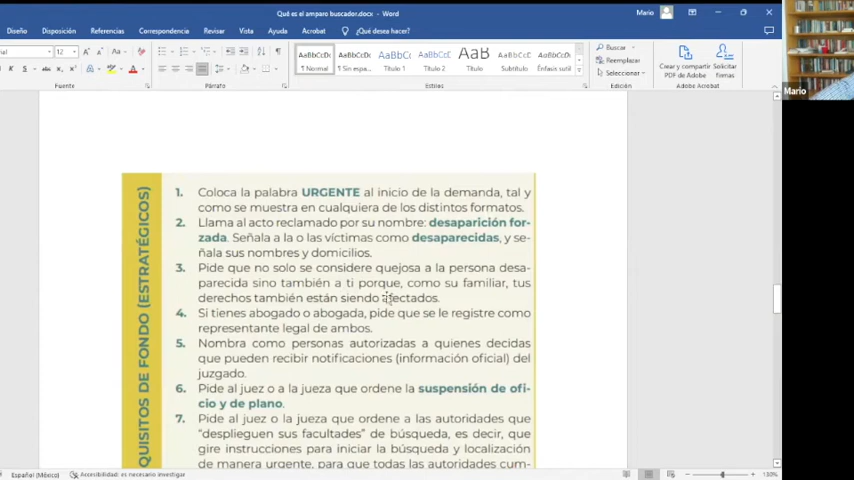 Qué es el amparo buscador.docx - Word
Mario
Diseño Disposición Referencias Correspondencia Revisar Vista Ayuda Acrobat ¿Qué desea hacer?
12
Buscar
Reemplazar
Seleccionar
AaBbCcDc AaBbCcDc AaBbC AaBbCc AaB AaBbCcC AaBbCcDc
Normal Sin espa... Título 1 Título 2 Título Subtítulo Énfasis sutil
Crear y compartir PDF de Adobe
Solicitar firmas
Fuente Párrafo Estilos Edición Adobe Acrobat
Mario
QUISITOS DE FONDO (ESTRATÉGICOS)
1. Coloca la palabra URGENTE al inicio de la demanda, tal y
como se muestra en cualquiera de los distintos formatos.
2. Llama al acto reclamado por su nombre: desaparición for-
zada. Señala a la o las víctimas como desaparecidas, y se-
ñala sus nombres y domicilios.
3. Pide que no solo se considere quejosa a la persona desa-
parecida sino también a ti porque, como su familiar, tus
derechos también están siendo afectados.
4. Si tienes abogado o abogada, pide que se le registre como
representante legal de ambos.
5. Nombra como personas autorizadas a quienes decidas
que pueden recibir notificaciones (información oficial) del
juzgado.
6. Pide al juez o a la jueza que ordene la suspensión de ofi-
cio y de plano.
7. Pide al juez o la jueza que ordene a las autoridades que
“desplieguen sus facultades” de búsqueda, es decir, que
gire instrucciones para iniciar la búsqueda y localización
de manera urgente, para que todas las autoridades cum-
Español (México) Accesibilidad: es necesario investigar